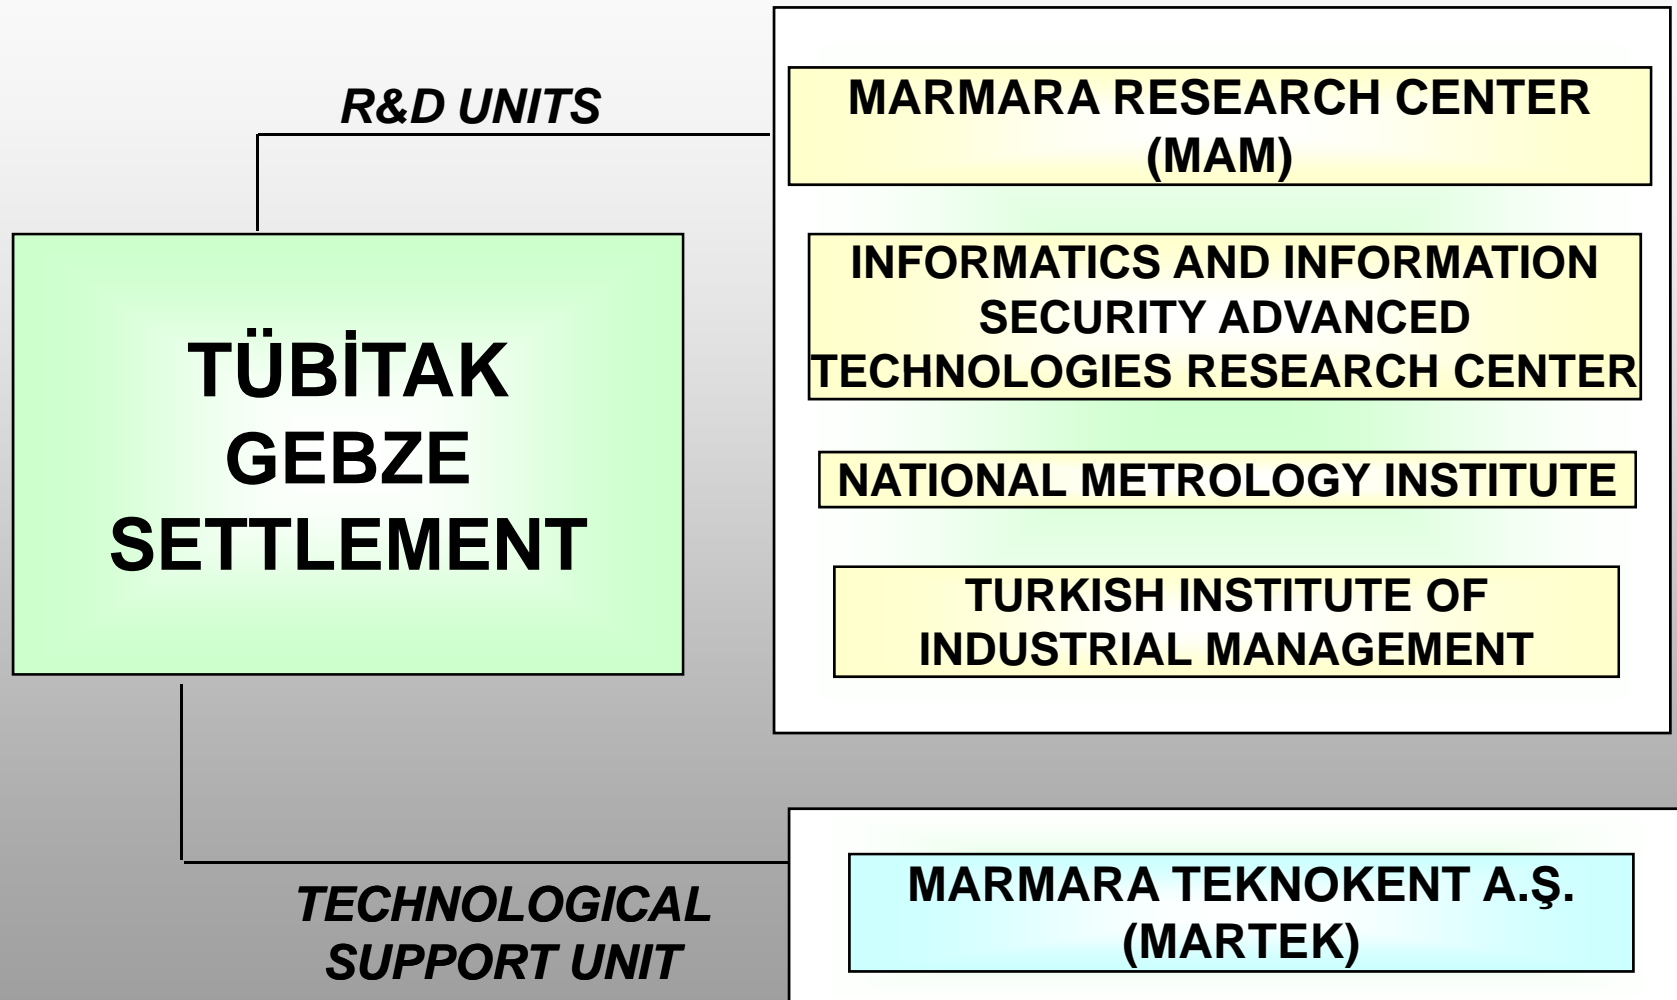 R&D UNITS
MARMARA RESEARCH CENTER
(MAM)
INFORMATICS AND INFORMATION
SECURITY ADVANCED
TECHNOLOGIES RESEARCH CENTER
NATIONAL METROLOGY INSTITUTE
TURKISH INSTITUTE OF
INDUSTRIAL MANAGEMENT
TÜBİTAK
GEBZE
SETTLEMENT
TECHNOLOGICAL
SUPPORT UNIT
MARMARA TEKNOKENT A.Ş.
(MARTEK)